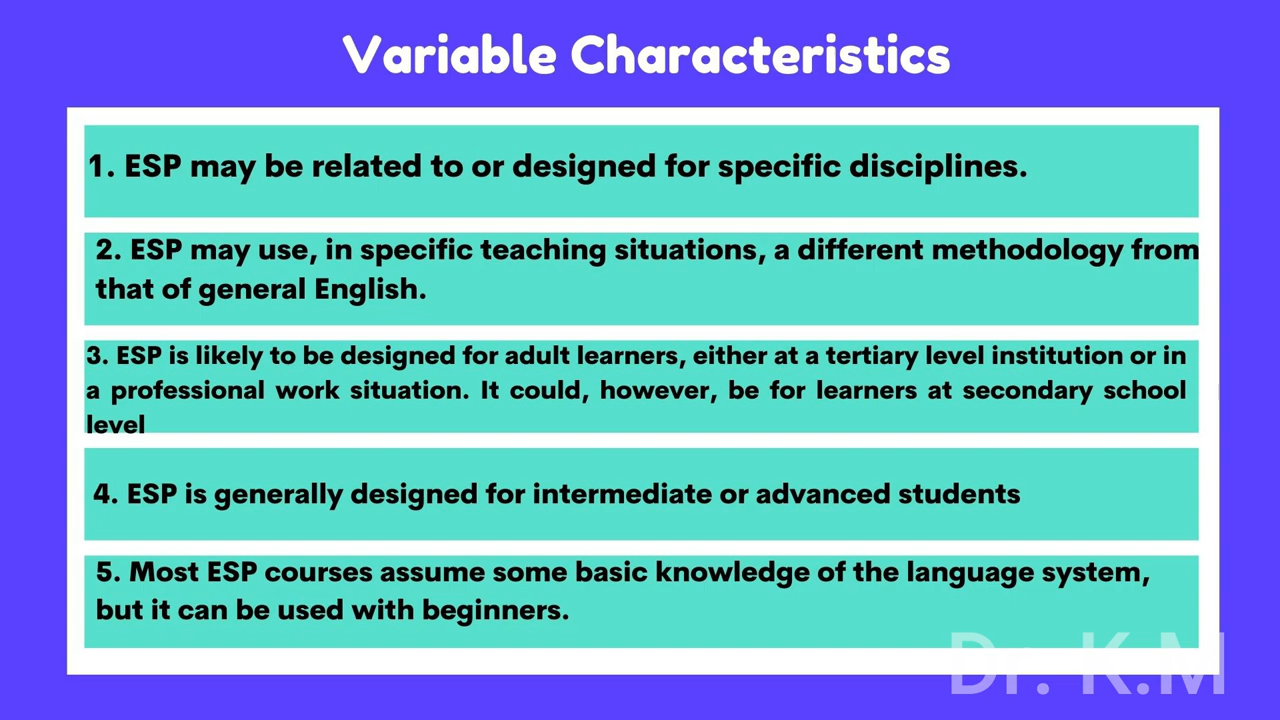 Variable Characteristics
1. ESP may be related to or designed for specific disciplines.
2. ESP may use, in specific teaching situations, a different methodology from
that of general English.
3. ESP is likely to be designed for adult learners, either at a tertiary level institution or in
a professional work situation. It could, however, be for learners at secondary school
level
4. ESP is generally designed for intermediate or advanced students
5. Most ESP courses assume some basic knowledge of the language system,
but it can be used with beginners.
Dr. K.M